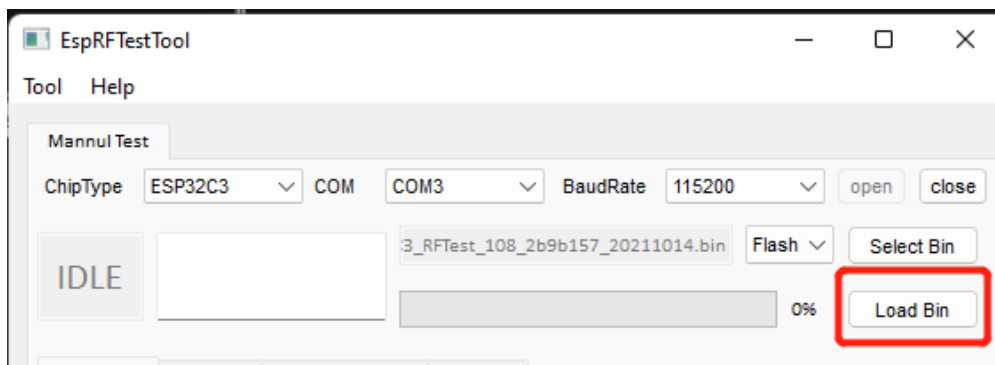 EspRFTestTool
Tool Help
Mannul Test
ChipType ESP32C3 COM COM3 BaudRate 115200 open close
3_RFTest_108_2b9b157_20211014.bin Flash Select Bin
IDLE
0% Load Bin